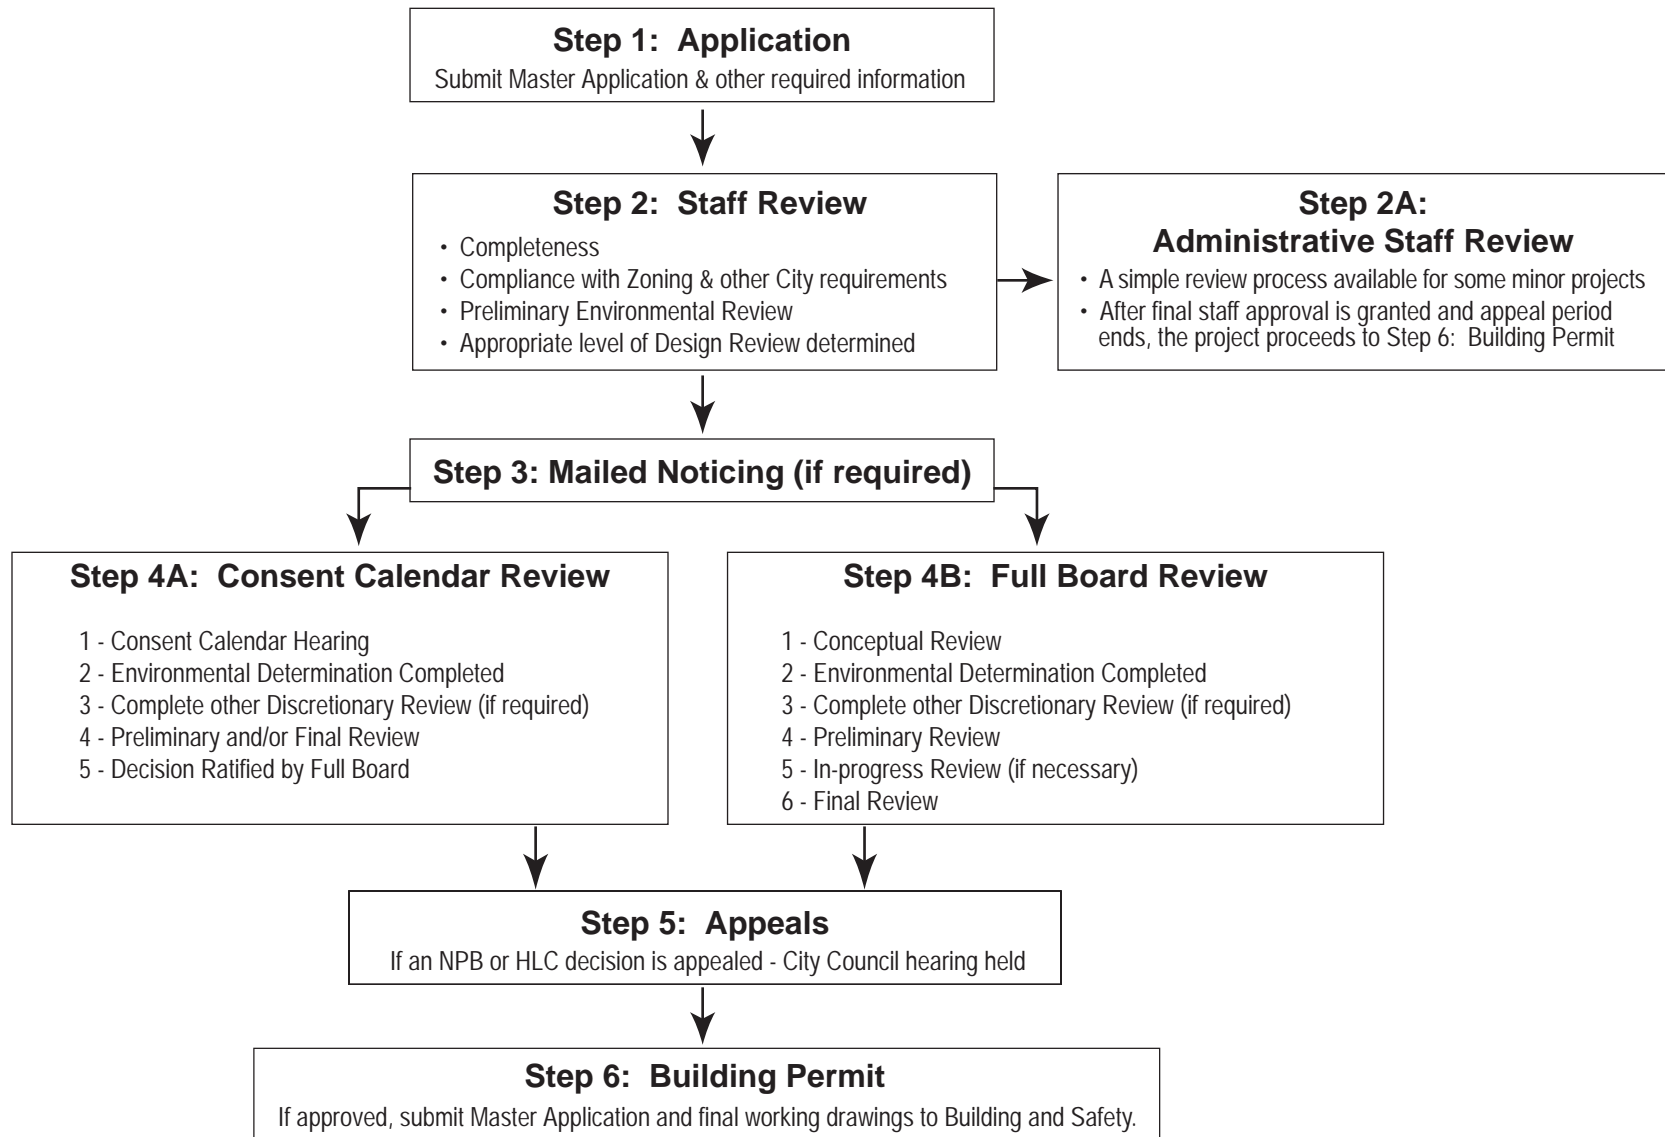 Step 1: Application
Submit Master Application & other required information
Step 2: Staff Review
• Completeness
• Compliance with Zoning & other City requirements
• Preliminary Environmental Review
• Appropriate level of Design Review determined
Step 2A:
Administrative Staff Review
• A simple review process available for some minor projects
• After final staff approval is granted and appeal period
ends, the project proceeds to Step 6: Building Permit
Step 3: Mailed Noticing (if required)
Step 4A: Consent Calendar Review
1 - Consent Calendar Hearing
2 - Environmental Determination Completed
3 - Complete other Discretionary Review (if required)
4 - Preliminary and/or Final Review
5 - Decision Ratified by Full Board
Step 4B: Full Board Review
1 - Conceptual Review
2 - Environmental Determination Completed
3 - Complete other Discretionary Review (if required)
4 - Preliminary Review
5 - In-progress Review (if necessary)
6 - Final Review
Step 5: Appeals
If an NPB or HLC decision is appealed - City Council hearing held
Step 6: Building Permit
If approved, submit Master Application and final working drawings to Building and Safety.